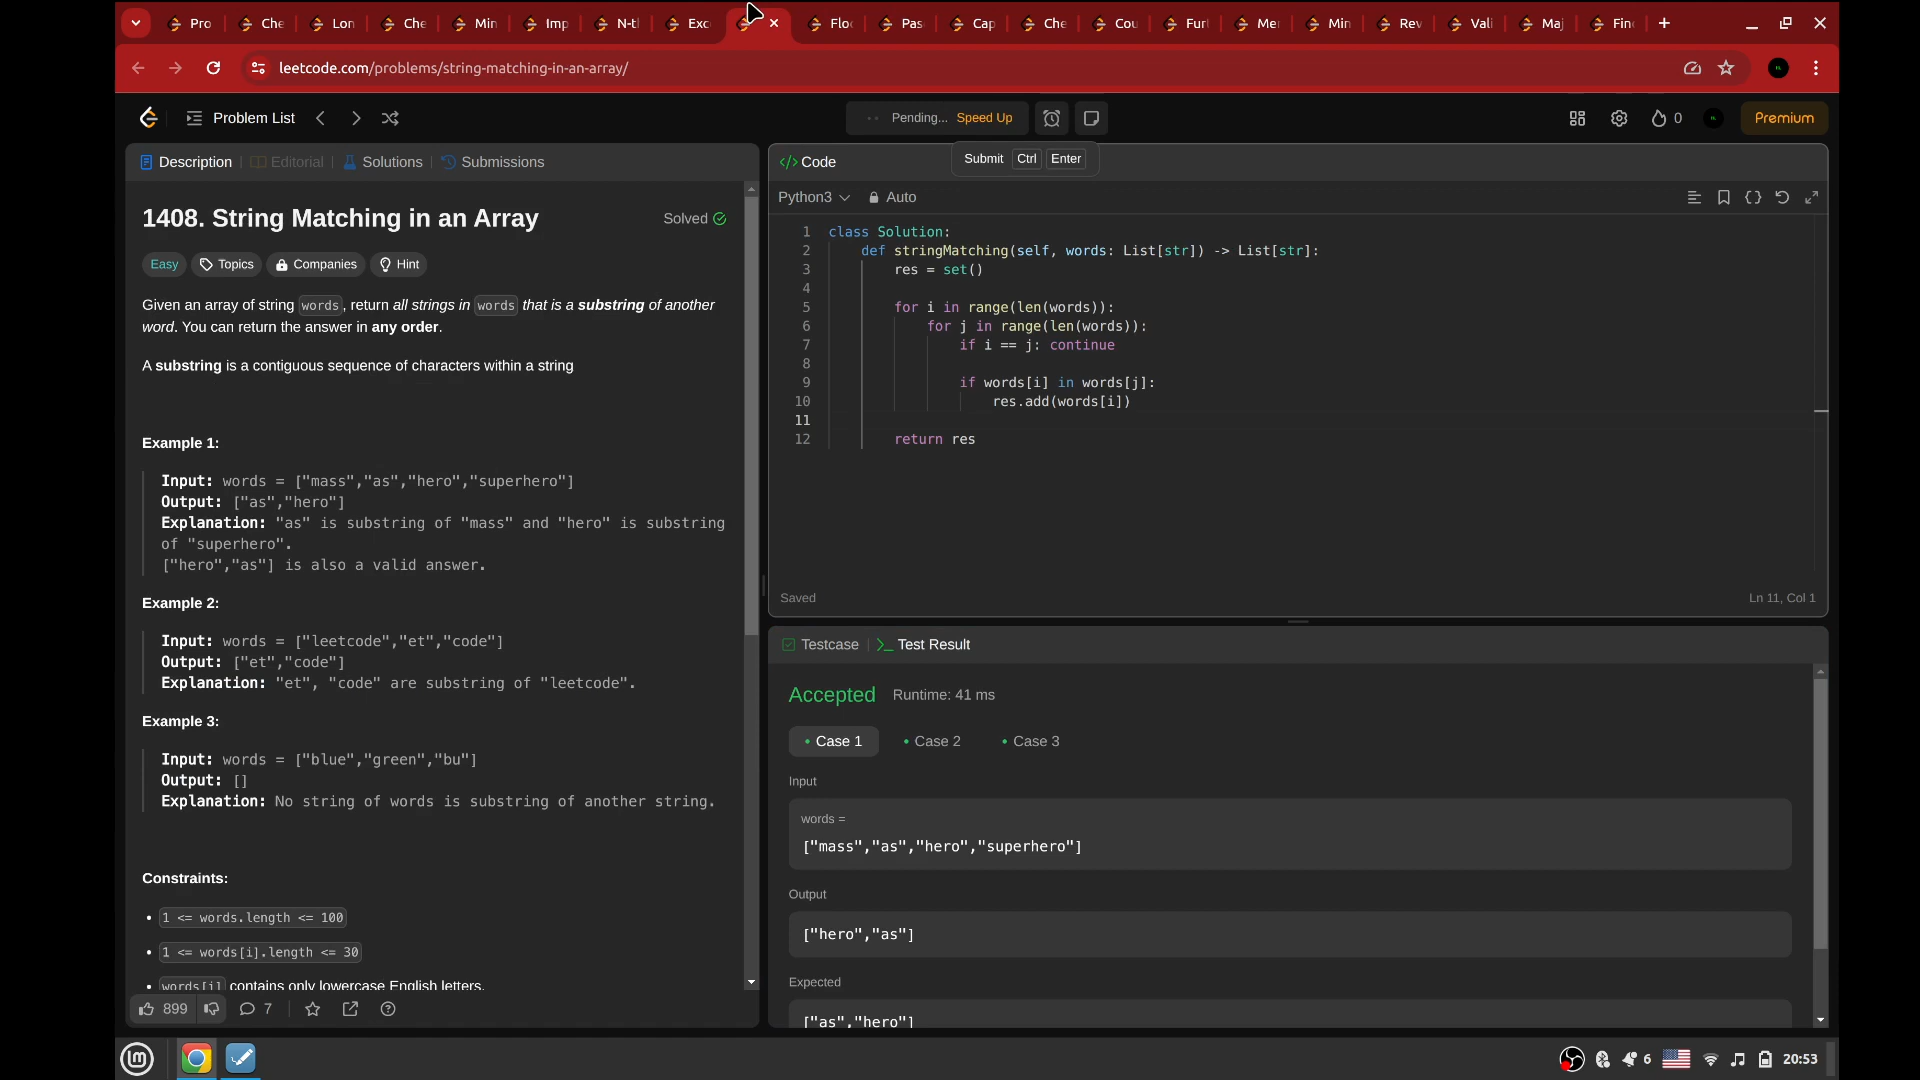 Pro
Che
Lon
Che
Min
Imp
N-th
Exc
Floo
Pas
Cap
Che
Cou
Furt
Mer
Min
Rev
Vali
Maj
Find
leetcode.com/problems/string-matching-in-an-array/
Problem List
Pending... Speed Up
0
Premium
Description
Editorial
Solutions
Submissions
1408. String Matching in an Array
Solved
Easy
Topics
Companies
Hint
Given an array of string words, return all strings in words that is a substring of another
word. You can return the answer in any order.
A substring is a contiguous sequence of characters within a string
Example 1:
Input: words = ["mass","as","hero","superhero"]
Output: ["as","hero"]
Explanation: "as" is substring of "mass" and "hero" is substring
of "superhero".
["hero","as"] is also a valid answer.
Example 2:
Input: words = ["leetcode","et","code"]
Output: ["et","code"]
Explanation: "et", "code" are substring of "leetcode".
Example 3:
Input: words = ["blue","green","bu"]
Output: []
Explanation: No string of words is substring of another string.
Constraints:
1 <= words.length <= 100
1 <= words[i].length <= 30
words[i] contains only lowercase English letters.
899
7
</> Code
Submit Ctrl Enter
Python3
Auto
1 class Solution:
2 def stringMatching(self, words: List[str]) -> List[str]:
3 res = set()
4
5 for i in range(len(words)):
6 for j in range(len(words)):
7 if i == j: continue
8
9 if words[i] in words[j]:
10 res.add(words[i])
11
12 return res
Saved
Ln 11, Col 1
Testcase
>_ Test Result
Accepted Runtime: 41 ms
Case 1
Case 2
Case 3
Input
words =
["mass","as","hero","superhero"]
Output
["hero","as"]
Expected
["as","hero"]
6
20:53